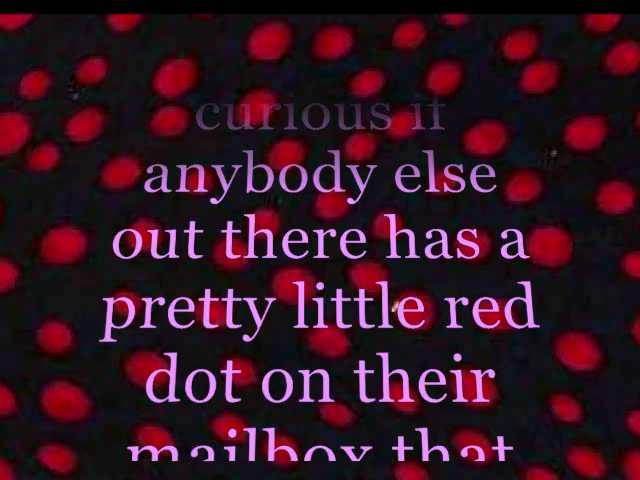 curious if
anybody else
out there has a
pretty little red
dot on their
mailbox that